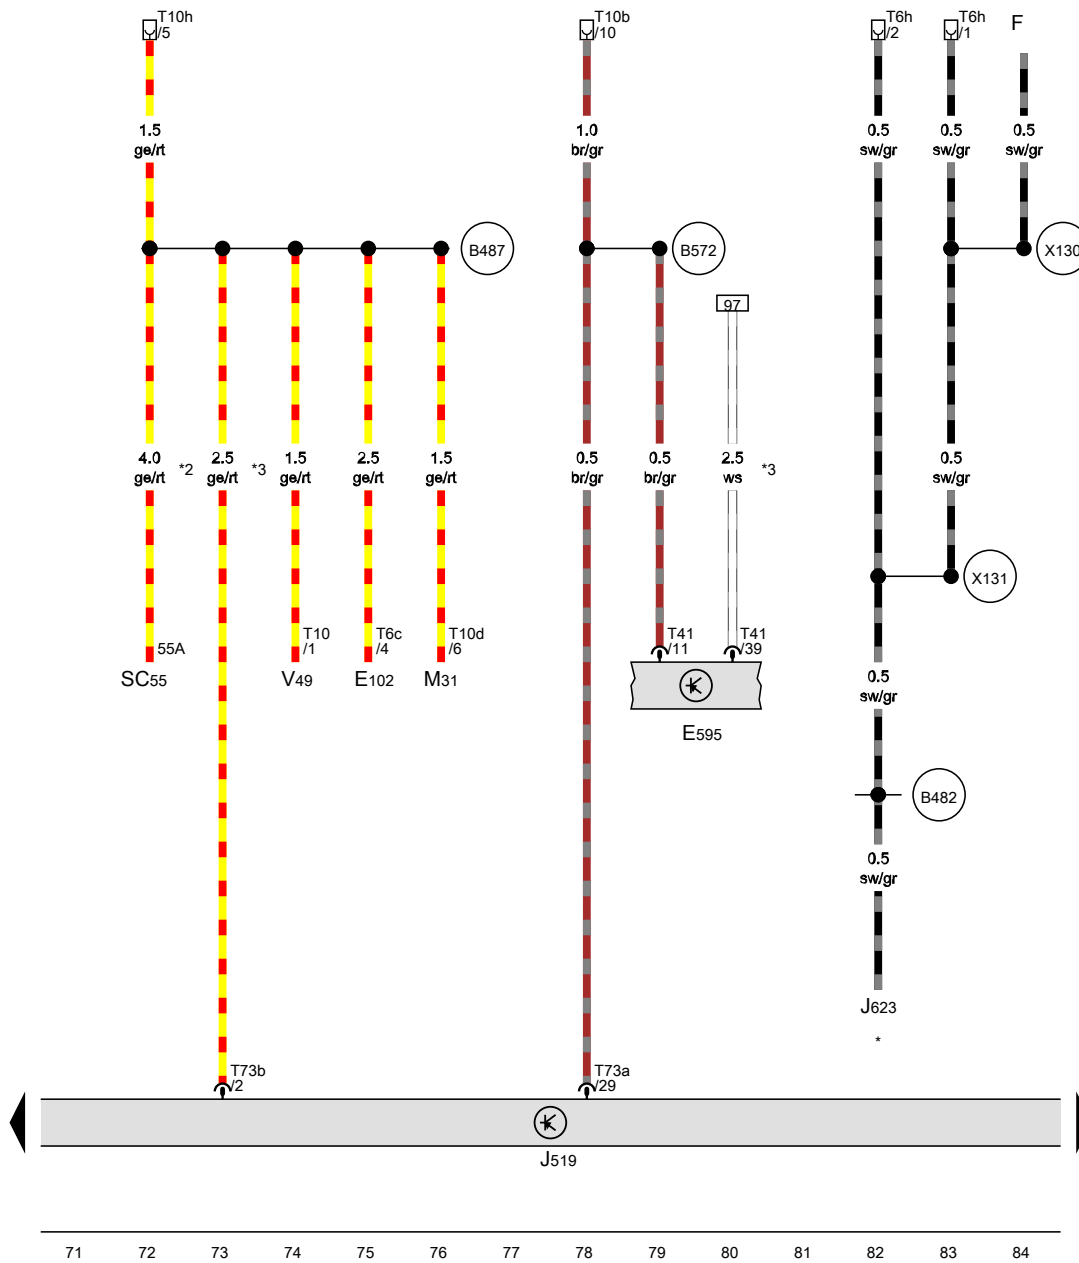 T10h
/5
T10b
/10
T6h
/2
T6h
/1
F
1.5
ge/rt
1.0
br/gr
0.5
sw/gr
0.5
sw/gr
0.5
sw/gr
B487
B572
X130
97
4.0
ge/rt
*2
2.5
ge/rt
*3
1.5
ge/rt
2.5
ge/rt
1.5
ge/rt
0.5
br/gr
0.5
br/gr
2.5
ws
*3
0.5
sw/gr
X131
55A
SC55
T10
/1
V49
T6c
/4
E102
T10d
/6
M31
T41
/11
T41
/39
E595
0.5
sw/gr
B482
0.5
sw/gr
J623
*
T73b
/2
T73a
/29
J519
71 72 73 74 75 76 77 78 79 80 81 82 83 84